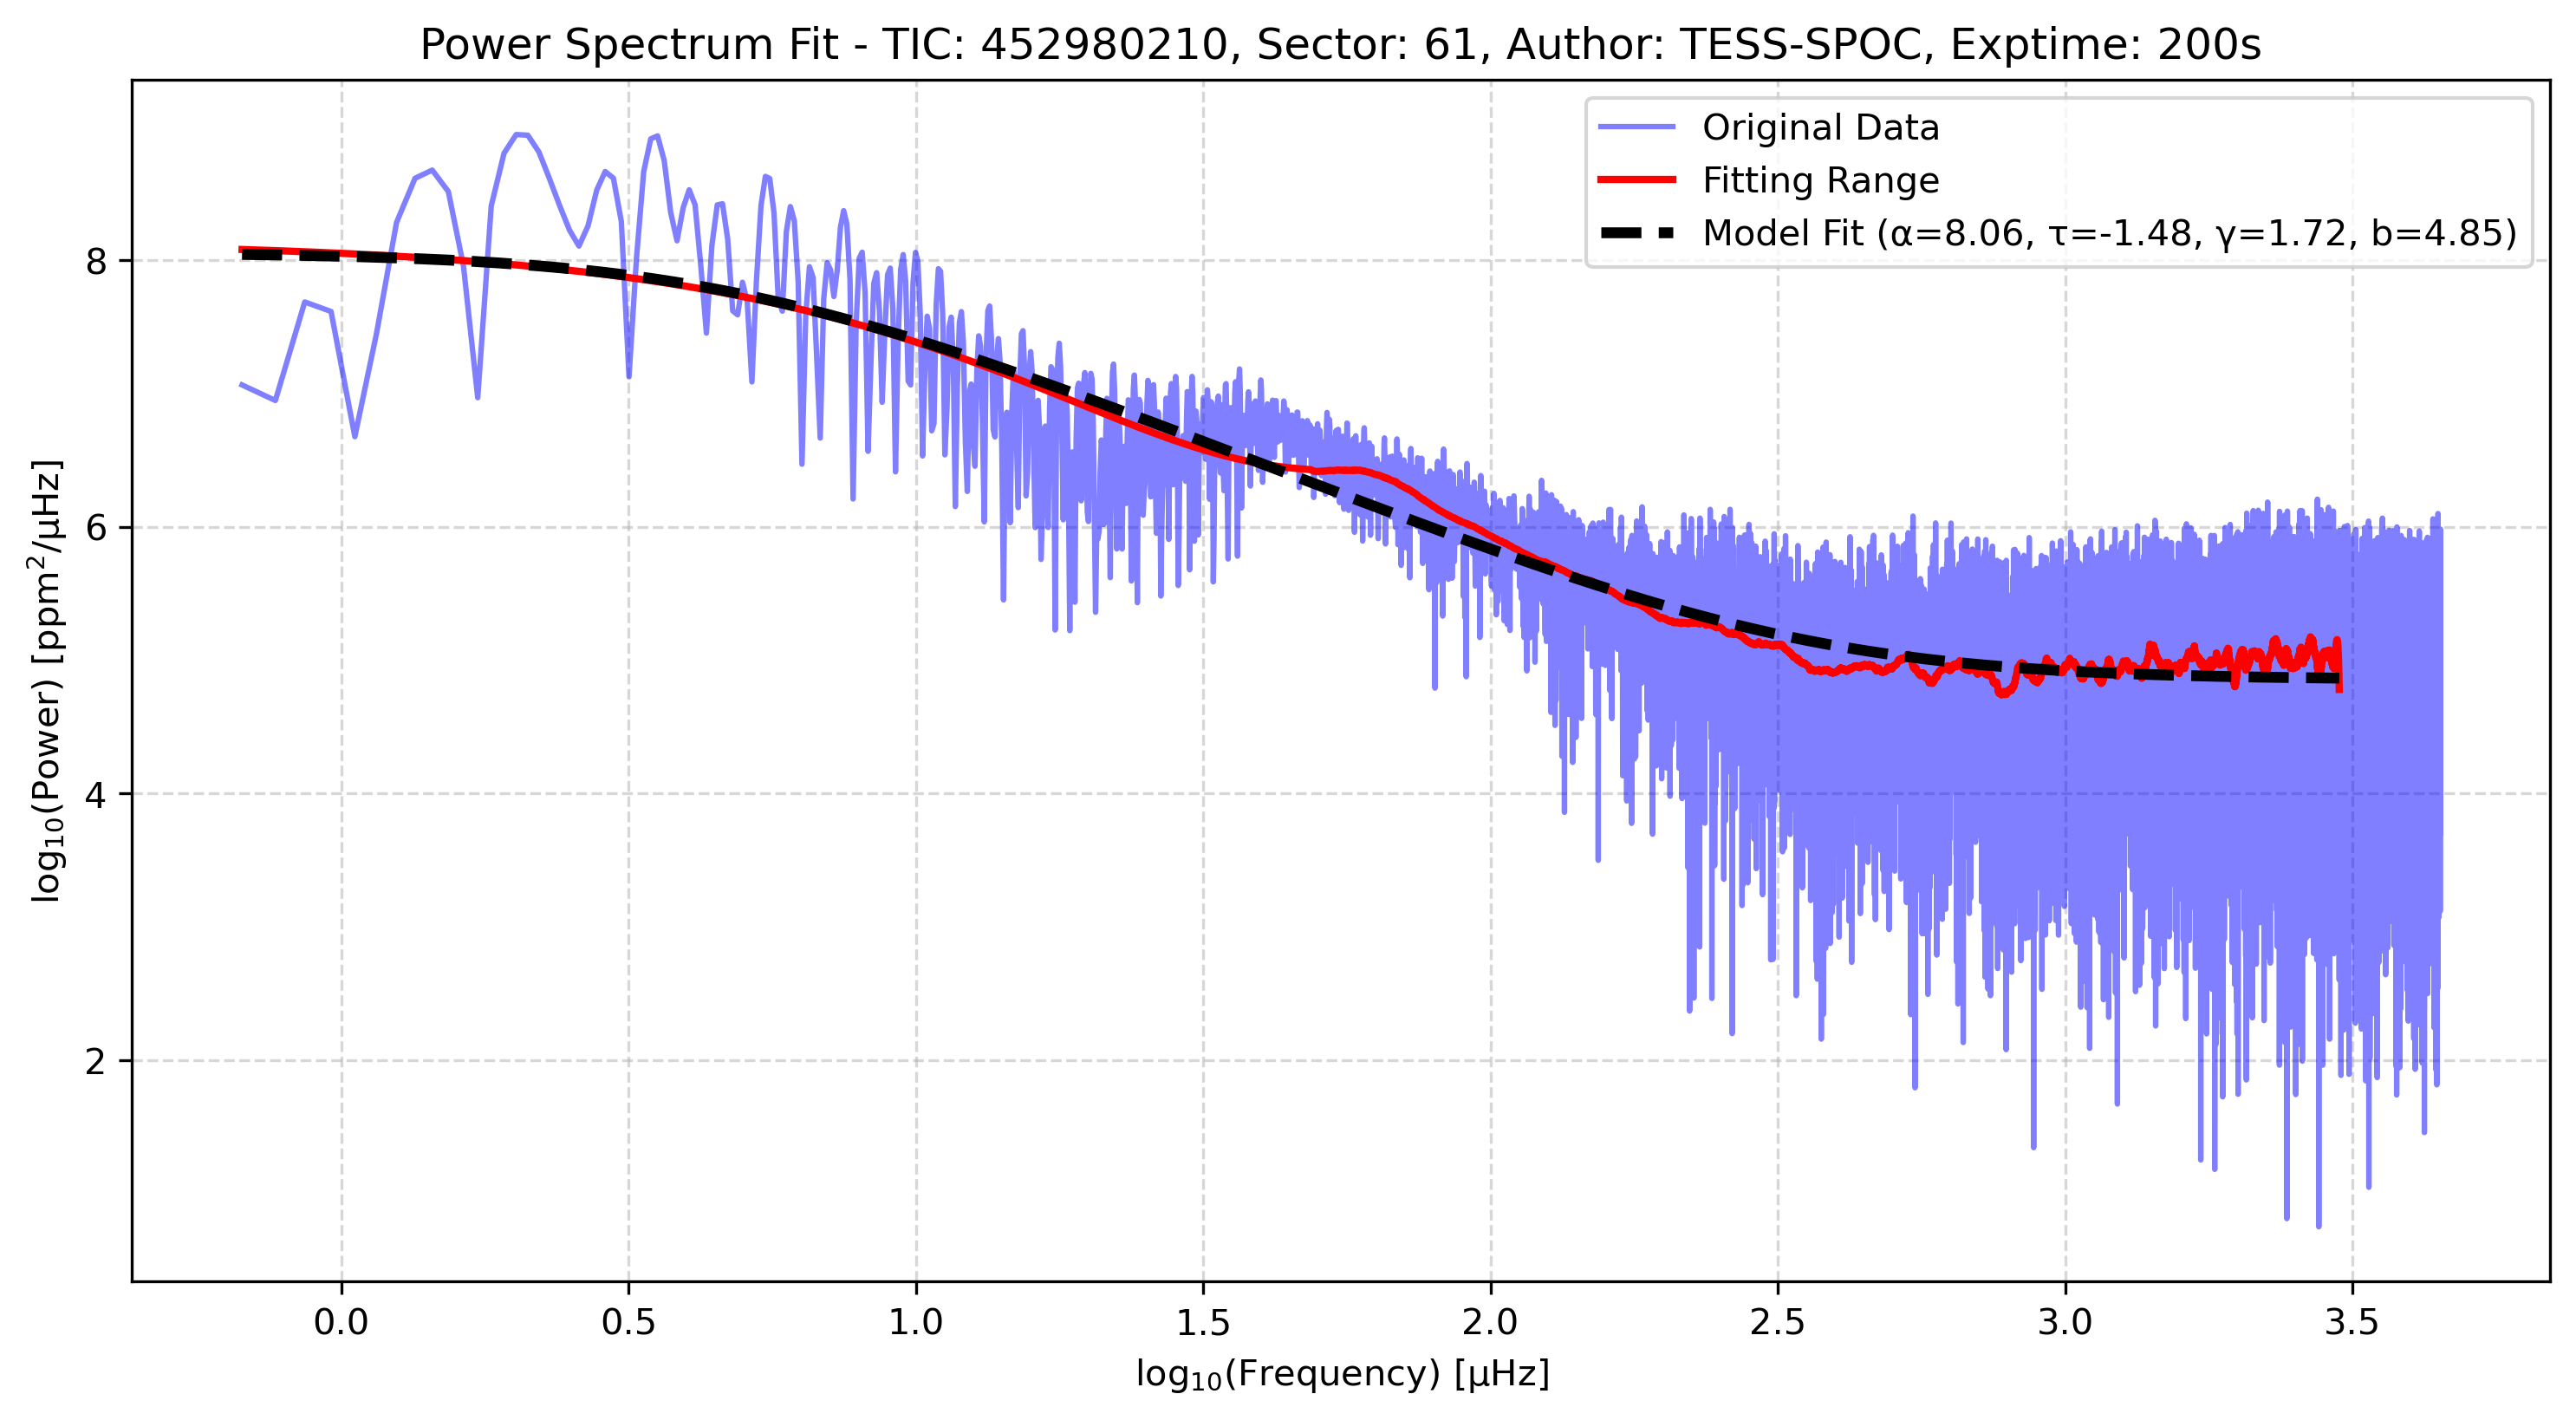 Power Spectrum Fit - TIC: 452980210, Sector: 61, Author: TESS-SPOC, Exptime: 200s
Original Data
Fitting Range
Model Fit (α=8.06, τ=-1.48, γ=1.72, b=4.85)
log₁₀(Power) [ppm²/μHz]
8
6
4
2
0.0 0.5 1.0 1.5 2.0 2.5 3.0 3.5
log₁₀(Frequency) [μHz]